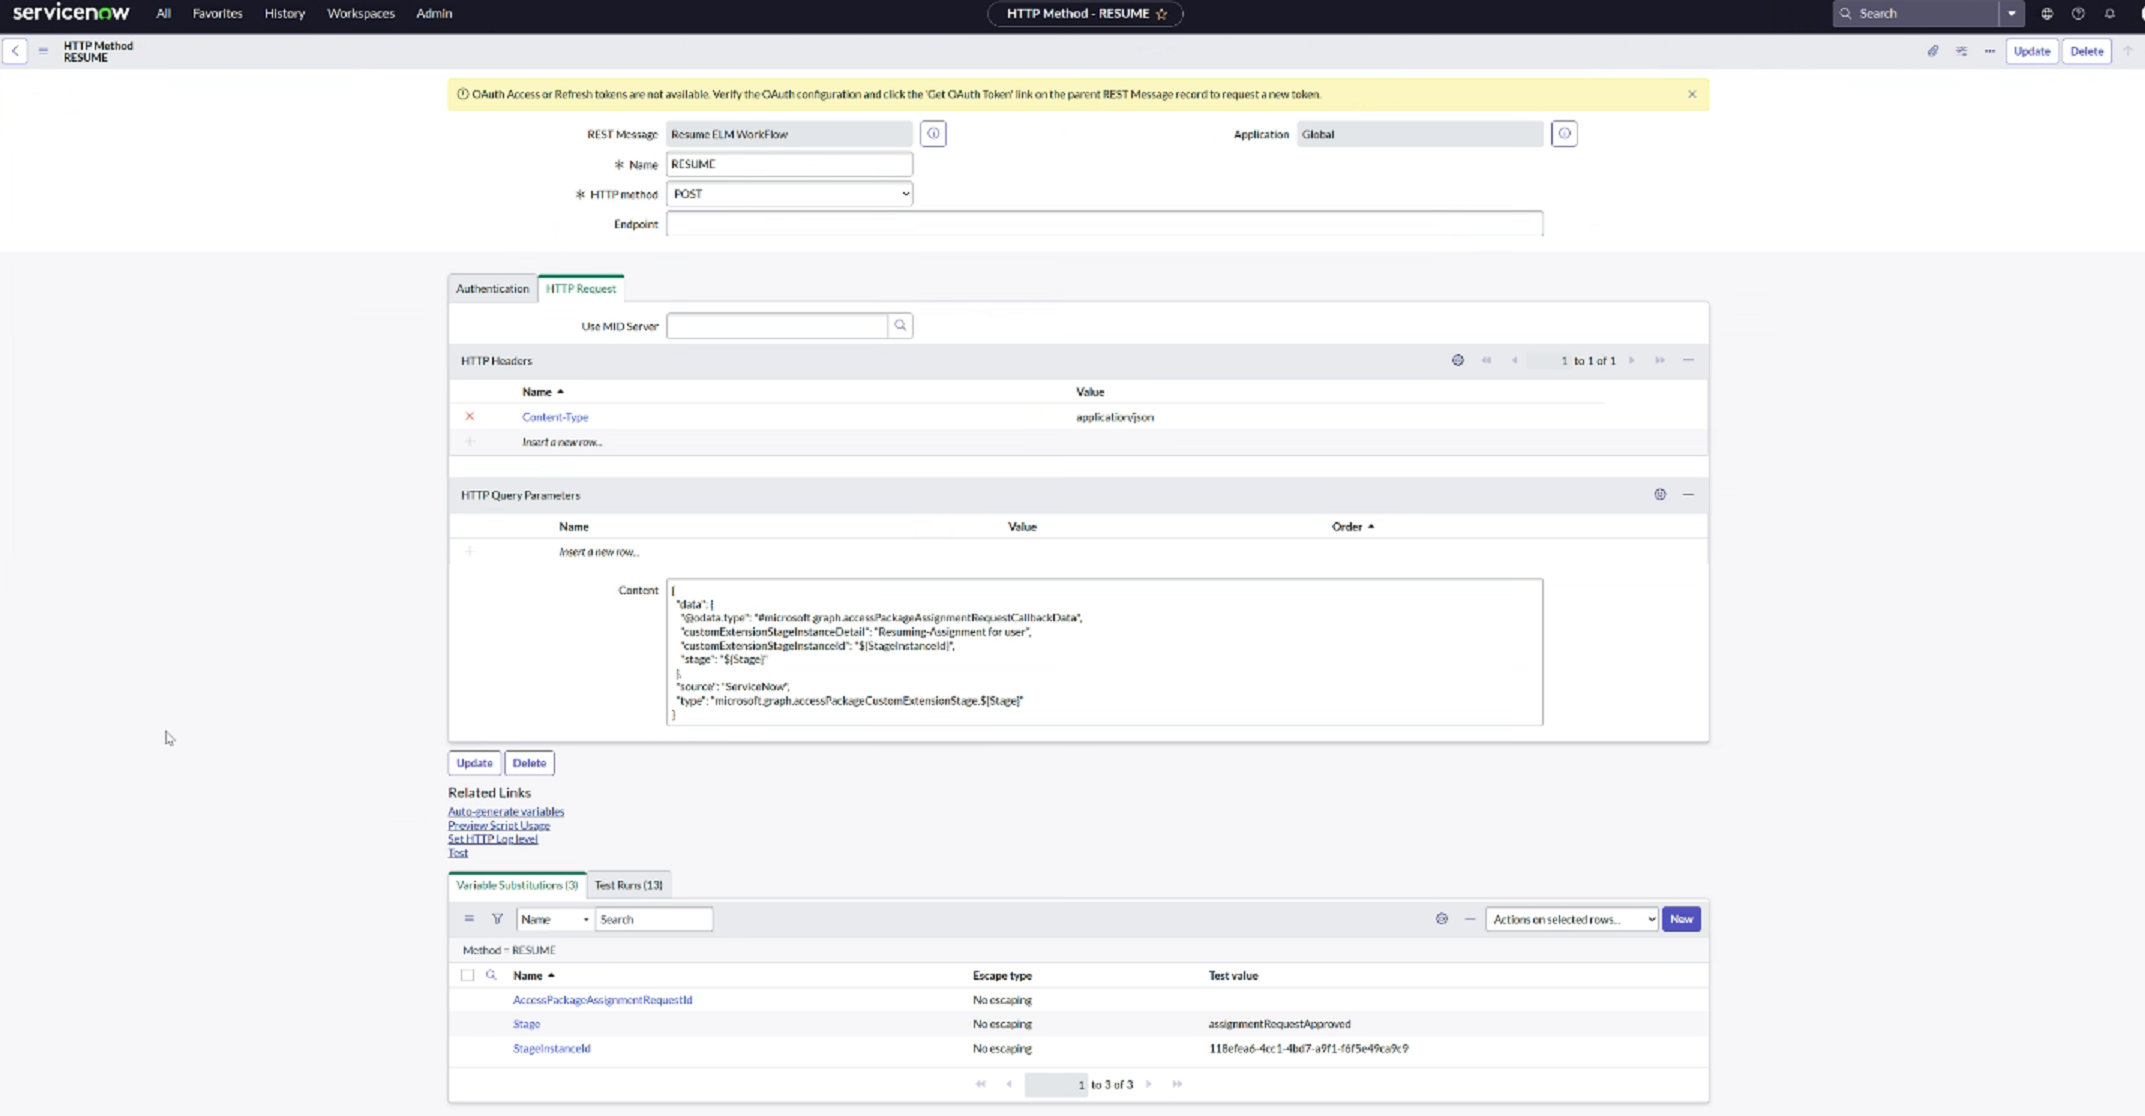 servicenow All Favorites History Workspaces Admin HTTP Method - RESUME Search
HTTP Method
RESUME
Update Delete
OAuth Access or Refresh tokens are not available. Verify the OAuth configuration and click the 'Get OAuth Token' link on the parent REST Message record to request a new token.
REST Message Resume ELM WorkFlow Application Global
Name RESUME
HTTP method POST
Endpoint
Authentication HTTP Request
Use MID Server
HTTP Headers 1 to 1 of 1
Name Value
Content-Type application/json
Insert a new row...
HTTP Query Parameters
Name Value Order
Insert a new row...
Content {
"data": {
"@odata.type": "#microsoft.graph.accessPackageAssignmentRequestCallbackData",
"customExtensionStageInstanceDetail": "Resuming-Assignment for user",
"customExtensionStageInstanceId": "${StageInstanceId}",
"stage": "${Stage}"
},
"source": "ServiceNow",
"type": "microsoft.graph.accessPackageCustomExtensionStage.${Stage}"
}
Update Delete
Related Links
Auto-generate variables
Preview Script Usage
Set HTTP Log level
Test
Variable Substitutions (3) Test Runs (13)
Name Search Actions on selected rows... New
Method = RESUME
Name Escape type Test value
AccessPackageAssignmentRequestId No escaping
Stage No escaping assignmentRequestApproved
StageInstanceId No escaping 118efea6-4cc1-4bd7-a9f1-f6f5e49ca9c9
1 to 3 of 3